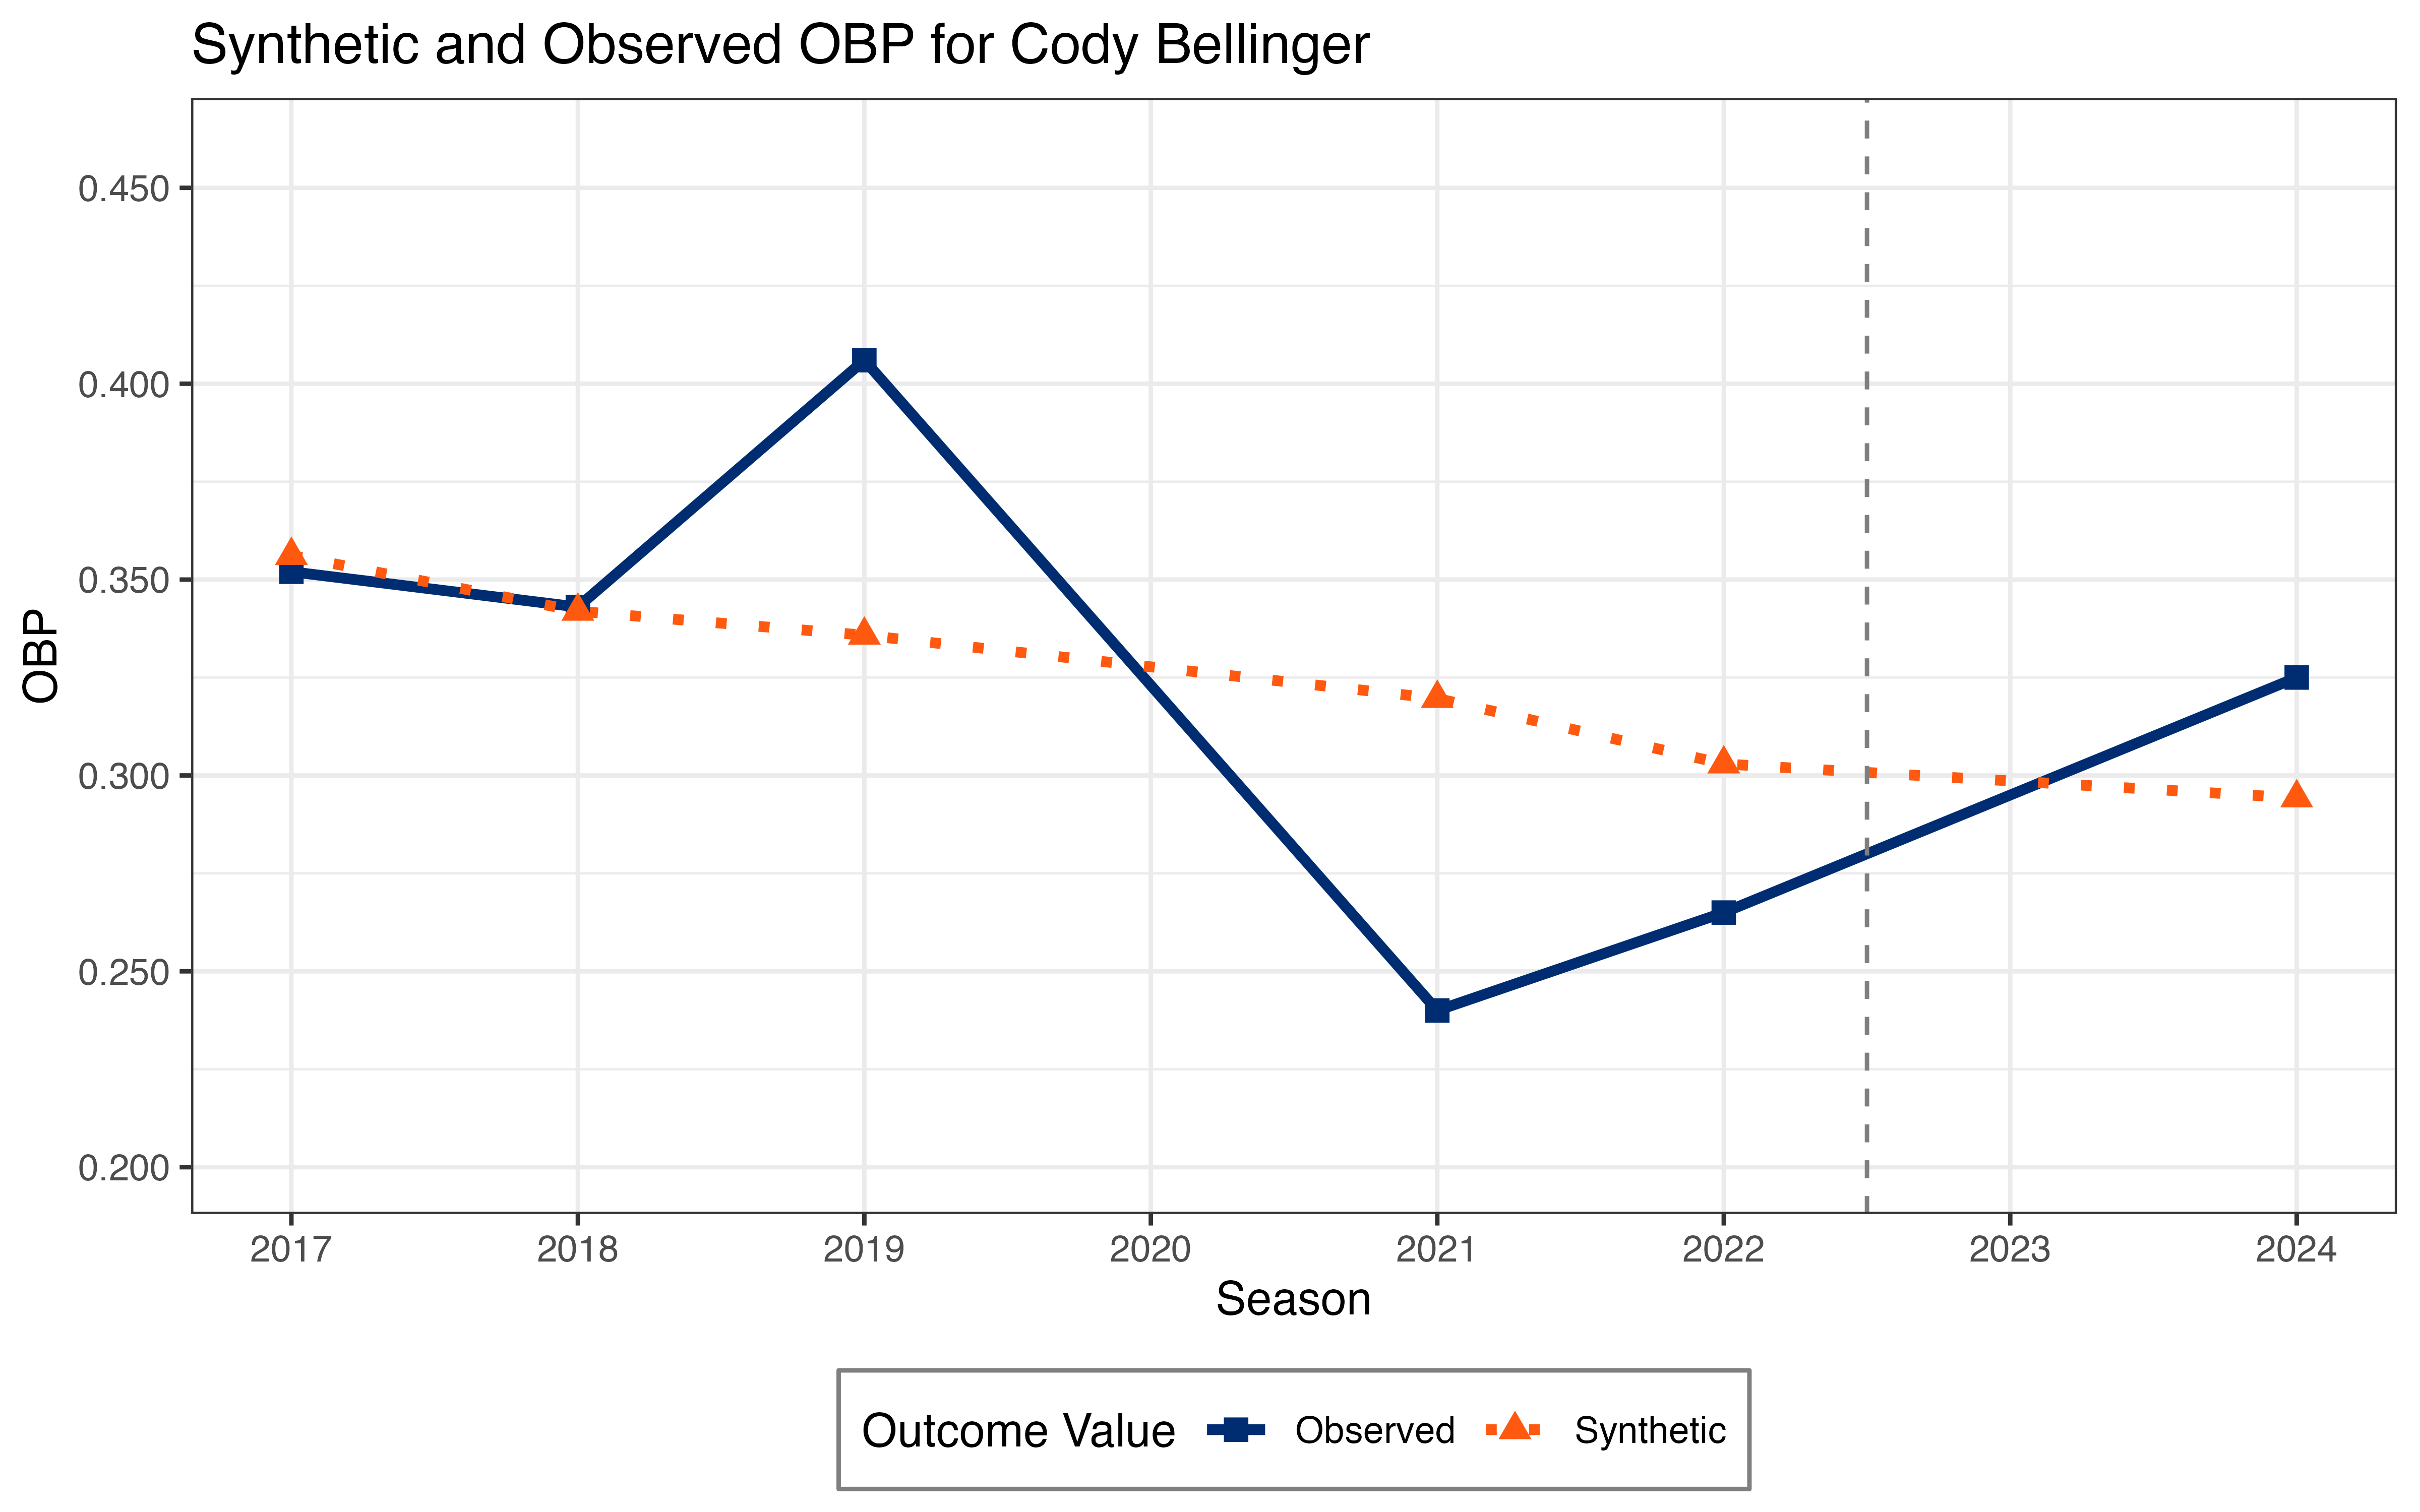 Synthetic and Observed OBP for Cody Bellinger
0.450
0.400
0.350
0.300
0.250
0.200
OBP
2017 2018 2019 2020 2021 2022 2023 2024
Season
Outcome Value Observed Synthetic